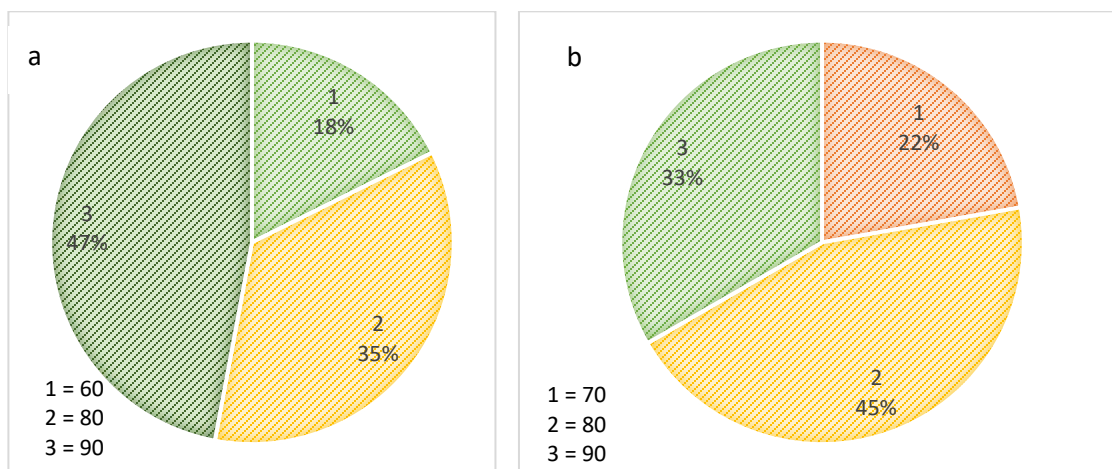 a
1
18%
3
47%
2
35%
1 = 60
2 = 80
3 = 90
b
1
22%
3
33%
2
45%
1 = 70
2 = 80
3 = 90